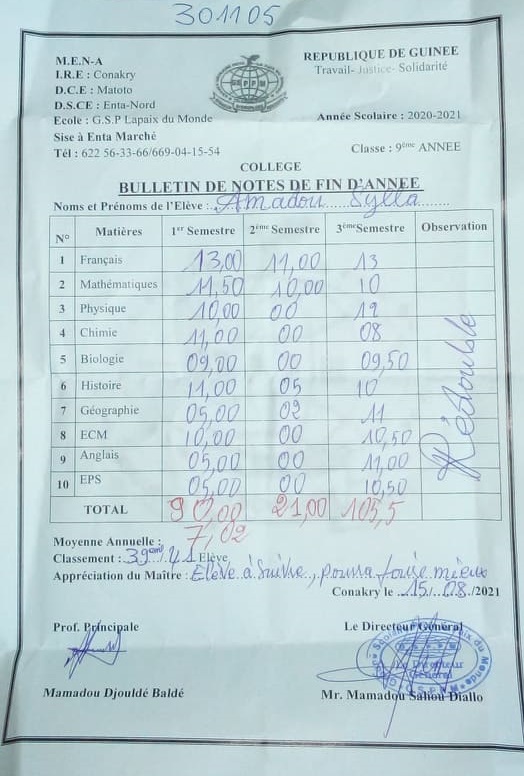 301105
M.E.N-A
REPUBLIQUE DE GUINEE
I.R.E : Conakry
Travail- Justice- Solidarité
D.C.E : Matoto
D.S.CE : Enta-Nord
Ecole : G.S.P Lapaix du Monde
Année Scolaire : 2020-2021
Sise à Enta Marché
Tél : 622 56-33-66/669-04-15-54
Classe : 9ème ANNEE
COLLEGE
BULLETIN DE NOTES DE FIN D'ANNEE
Noms et Prénoms de l'Elève : Amadou Sylla
N° Matières 1er Semestre 2ème Semestre 3ème Semestre Observation
1 Français 13,00 11,00 13
2 Mathématiques 11,50 10,00 10
3 Physique 10,00 00 12
4 Chimie 11,00 00 08
5 Biologie 09,00 00 09,50
6 Histoire 11,00 05 10
7 Géographie 05,00 02 11
8 ECM 10,00 00 10,50
9 Anglais 05,00 00 11,00
10 EPS 05,00 00 10,50
Rédouble
TOTAL 90,00 21,00 105,5
Moyenne Annuelle : 7,02
Classement : 39em/41 Elève
Appréciation du Maître : Elève à Suivre, pourra faire mieux
Conakry le 15/08/2021
Prof. Principale
Le Directeur Général
Le Directeur
Général
Mamadou Djouldé Baldé
Mr. Mamadou Saliou Diallo